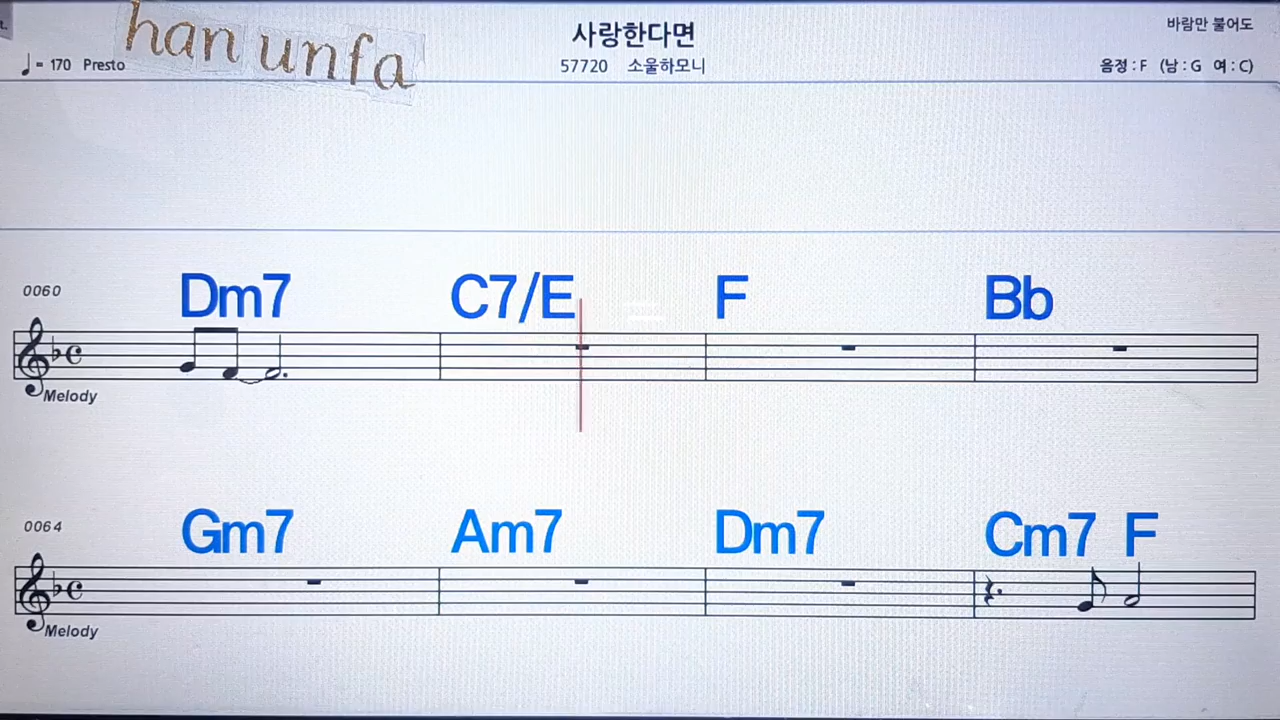 han unfa
사랑한다면
바람만 불어도
♩= 170 Presto
57720 소울하모니
음정 : F (남 : G 여 : C)
0060
Dm7 C7/E F Bb
Melody
0064
Gm7 Am7 Dm7 Cm7 F
Melody